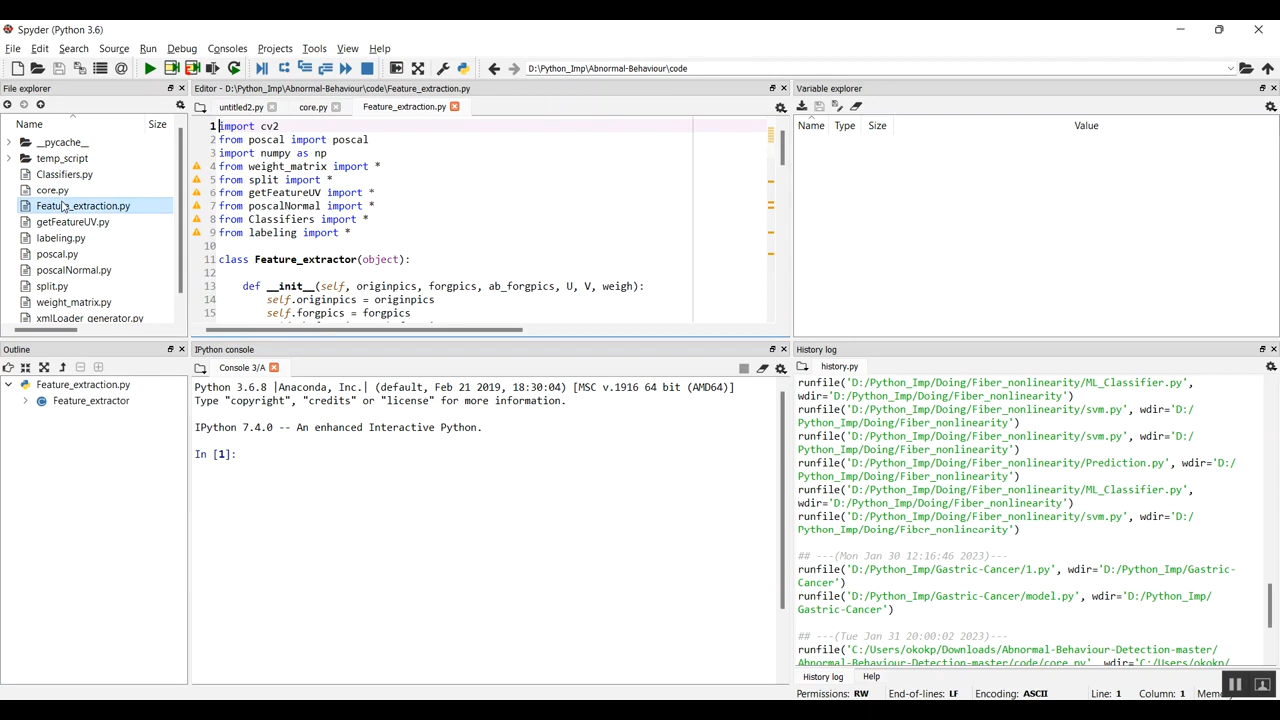 Spyder (Python 3.6)
File Edit Search Source Run Debug Consoles Projects Tools View Help
D:\Python_Imp\Abnormal-Behaviour\code
File explorer
Name Size
__pycache__
temp_script
Classifiers.py
core.py
Feature_extraction.py
getFeatureUV.py
labeling.py
poscal.py
poscalNormal.py
split.py
weight_matrix.py
xmlLoader_generator.py
Editor - D:\Python_Imp\Abnormal-Behaviour\code\Feature_extraction.py
untitled2.py core.py Feature_extraction.py
1 import cv2
2 from poscal import poscal
3 import numpy as np
4 from weight_matrix import *
5 from split import *
6 from getFeatureUV import *
7 from poscalNormal import *
8 from Classifiers import *
9 from labeling import *
10
11 class Feature_extractor(object):
12
13 def __init__(self, originpics, forgpics, ab_forgpics, U, V, weigh):
14 self.originpics = originpics
15 self.forgpics = forgpics
Variable explorer
Name Type Size Value
Outline
Feature_extraction.py
Feature_extractor
IPython console
Console 3/A
Python 3.6.8 |Anaconda, Inc.| (default, Feb 21 2019, 18:30:04) [MSC v.1916 64 bit (AMD64)]
Type "copyright", "credits" or "license" for more information.
IPython 7.4.0 -- An enhanced Interactive Python.
In [1]:
History log
history.py
runfile('D:/Python_Imp/Doing/Fiber_nonlinearity/ML_Classifier.py',
wdir='D:/Python_Imp/Doing/Fiber_nonlinearity')
runfile('D:/Python_Imp/Doing/Fiber_nonlinearity/svm.py', wdir='D:/
Python_Imp/Doing/Fiber_nonlinearity')
runfile('D:/Python_Imp/Doing/Fiber_nonlinearity/svm.py', wdir='D:/
Python_Imp/Doing/Fiber_nonlinearity')
runfile('D:/Python_Imp/Doing/Fiber_nonlinearity/Prediction.py', wdir='D:/
Python_Imp/Doing/Fiber_nonlinearity')
runfile('D:/Python_Imp/Doing/Fiber_nonlinearity/ML_Classifier.py',
wdir='D:/Python_Imp/Doing/Fiber_nonlinearity')
runfile('D:/Python_Imp/Doing/Fiber_nonlinearity/svm.py', wdir='D:/
Python_Imp/Doing/Fiber_nonlinearity')
## ---(Mon Jan 30 12:16:46 2023)---
runfile('D:/Python_Imp/Gastric-Cancer/1.py', wdir='D:/Python_Imp/Gastric-
Cancer')
runfile('D:/Python_Imp/Gastric-Cancer/model.py', wdir='D:/Python_Imp/
Gastric-Cancer')
## ---(Tue Jan 31 20:00:02 2023)---
runfile('C:/Users/okokp/Downloads/Abnormal-Behaviour-Detection-master/
Abnormal-Behaviour-Detection-master/code/core.py', wdir='C:/Users/okokp/
History log Help
Permissions: RW End-of-lines: LF Encoding: ASCII Line: 1 Column: 1